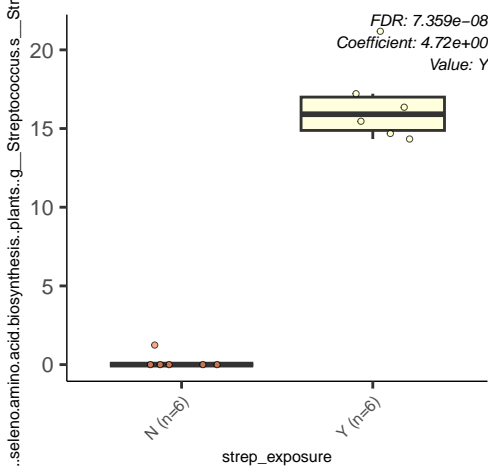 FDR: 7.359e−08
Coefficient: 4.72e+00
Value: Y
..seleno.amino.acid.biosynthesis..plants..g__Streptococcus.s__Str
20
15
10
5
0
N (n=6)
Y (n=6)
strep_exposure